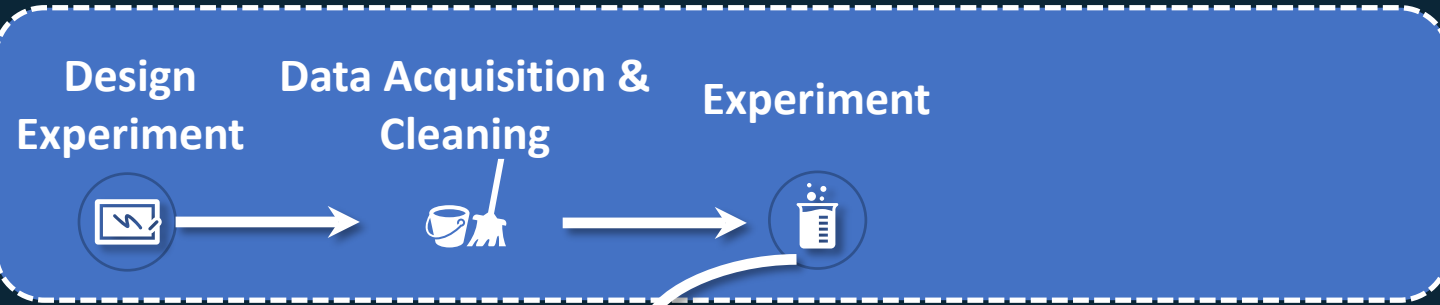 Design
Experiment
Data Acquisition &
Cleaning
Experiment